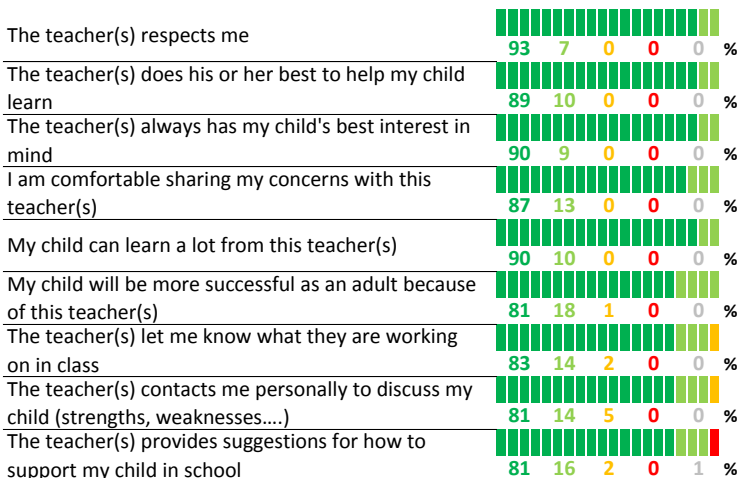 The teacher(s) respects me
93 7 0 0 0 %
The teacher(s) does his or her best to help my child
learn
89 10 0 0 0 %
The teacher(s) always has my child's best interest in
mind
90 9 0 0 0 %
I am comfortable sharing my concerns with this
teacher(s)
87 13 0 0 0 %
My child can learn a lot from this teacher(s)
90 10 0 0 0 %
My child will be more successful as an adult because
of this teacher(s)
81 18 1 0 0 %
The teacher(s) let me know what they are working
on in class
83 14 2 0 0 %
The teacher(s) contacts me personally to discuss my
child (strengths, weaknesses....)
81 14 5 0 0 %
The teacher(s) provides suggestions for how to
support my child in school
81 16 2 0 1 %